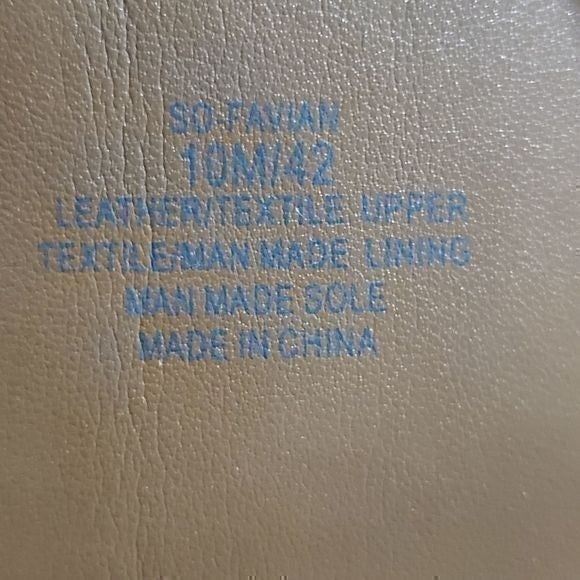 SO-FAVIAN
10M/42
LEATHER/TEXTILE UPPER
TEXTILE/MAN MADE LINING
MAN MADE SOLE
MADE IN CHINA